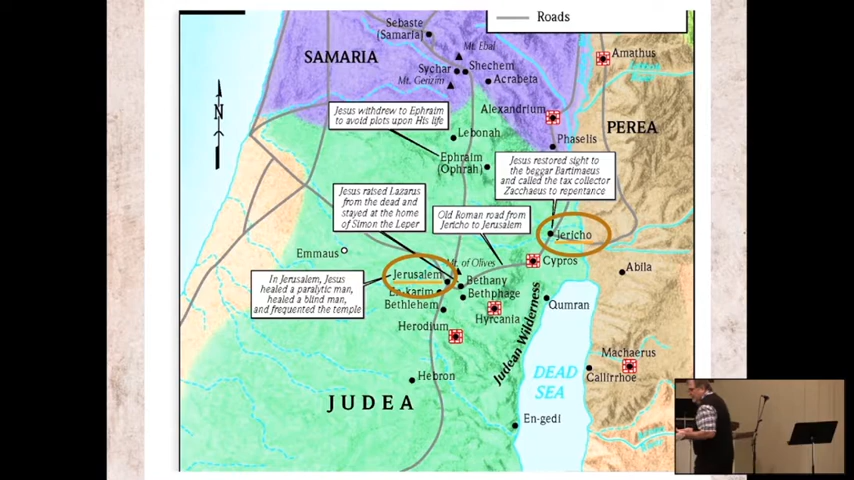 Roads
Sebaste
(Samaria)
Mt. Ebal
Amathus
SAMARIA
Sychar
Shechem
Mt. Gerizim
Acrabeta
N
Alexandrium
Jesus withdrew to Ephraim
to avoid plots upon His life
PEREA
Lebonah
Phaselis
Ephraim
(Ophrah)
Jesus restored sight to
the beggar Bartimaeus
and called the tax collector
Zacchaeus to repentance
Jesus raised Lazarus
from the dead and
stayed at the home
of Simon the Leper
Old Roman road from
Jericho to Jerusalem
Jericho
Emmaus
Mt. of Olives
Cypros
Abila
In Jerusalem, Jesus
healed a paralytic man,
healed a blind man,
and frequented the temple
Jerusalem
Bethany
En-karim
Bethphage
Bethlehem
Qumran
Hyrcania
Herodium
Judean Wilderness
Machaerus
DEAD
SEA
Callirrhoe
Hebron
JUDEA
En-gedi